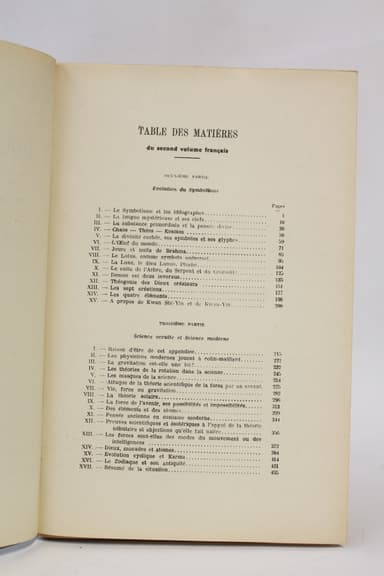 TABLE DES MATIÈRES
du second volume français
DEUXIÈME PARTIE
Evolution du Symbolisme
Pages
I. — Le Symbolisme et les idéographes 1
II. — La langue mystérieuse et ses clefs
III. — La substance primordiale et la pensée divine
IV. — Chaos — Théos — Kosmos
V. — La divinité cachée, ses symboles et ses glyphes
VI. — L'Œuf du monde
VII. — Jours et nuits de Brahma
VIII. — Le Lotus, comme symbole universel
IX. — La Lune, le dieu Lunus, Phœbé
X. — Le culte de l'Arbre, du Serpent et du Crocodile
XI. — Demon est deus inversus
XII. — Théogonie des Dieux créateurs
XIII. — Les sept créations
XIV. — Les quatre éléments
XV. — A propos de Kwan Shi-Yin et de Kwan-Yin
TROISIÈME PARTIE
Science occulte et Science moderne
I. — Raison d'être de cet appendice 215
II. — Les physiciens modernes jouent à colin-maillard
III. — La gravitation est-elle une loi?
IV. — Les théories de la rotation dans la science
V. — Les masques de la science
VI. — Attaque de la théorie scientifique de la force par un savant
VII. — Vie, force ou gravitation
VIII. — La théorie solaire
IX. — La force de l'avenir, ses possibilités et impossibilités
X. — Des éléments et des atomes
XI. — Pensée ancienne en costume moderne
XII. — Preuves scientifiques et ésotériques à l'appel de la théorie
nébulaire et objections qu'elle fait naître
XIII. — Les forces sont-elles des modes du mouvement ou des
intelligences
XIV. — Dieux, monades et atomes
XV. — Evolution cyclique et Karma
XVI. — Le Zodiaque et son antiquité
XVII. — Résumé de la situation